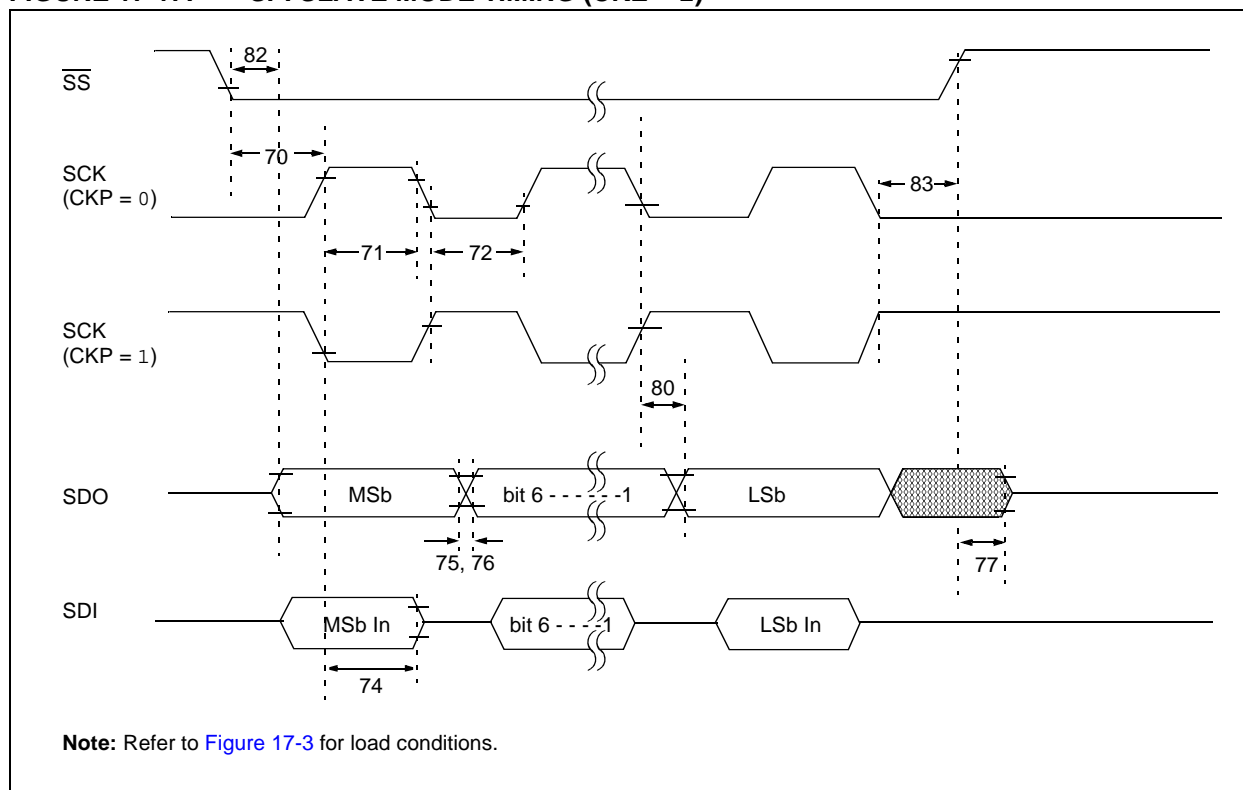 82
SS
70
SCK
(CKP = 0)
83
71
72
SCK
(CKP = 1)
80
SDO
MSb
bit 6 - - - - - -1
LSb
75, 76
77
SDI
MSb In
bit 6 - - - -1
LSb In
74
Note: Refer to Figure 17-3 for load conditions.